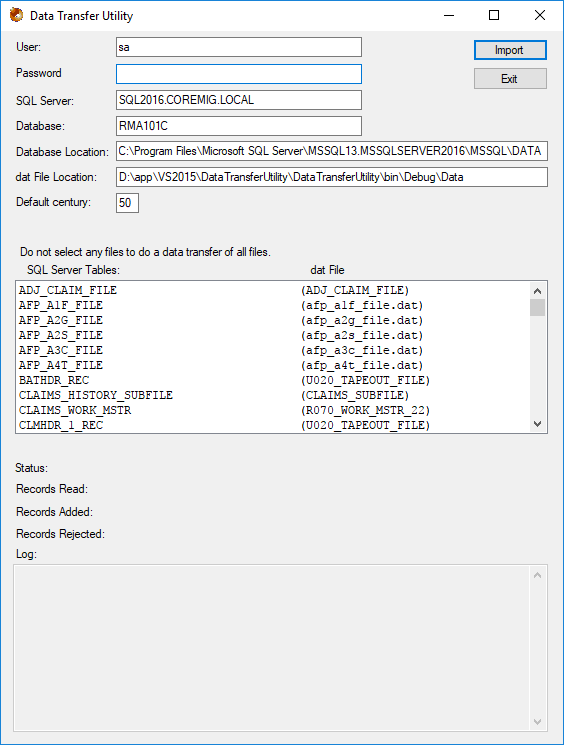 Data Transfer Utility
User: sa Import
Password Exit
SQL Server: SQL2016.COREMIG.LOCAL
Database: RMA101C
Database Location: C:\Program Files\Microsoft SQL Server\MSSQL13.MSSQLSERVER2016\MSSQL\DATA
dat File Location: D:\app\VS2015\DataTransferUtility\DataTransferUtility\bin\Debug\Data
Default century: 50
Do not select any files to do a data transfer of all files.
SQL Server Tables: dat File
ADJ_CLAIM_FILE (ADJ_CLAIM_FILE)
AFP_A1F_FILE (afp_a1f_file.dat)
AFP_A2G_FILE (afp_a2g_file.dat)
AFP_A2S_FILE (afp_a2s_file.dat)
AFP_A3C_FILE (afp_a3c_file.dat)
AFP_A4T_FILE (afp_a4t_file.dat)
BATHDR_REC (U020_TAPEOUT_FILE)
CLAIMS_HISTORY_SUBFILE (CLAIMS_SUBFILE)
CLAIMS_WORK_MSTR (R070_WORK_MSTR_22)
CLMHDR_1_REC (U020_TAPEOUT_FILE)
Status:
Records Read:
Records Added:
Records Rejected:
Log: